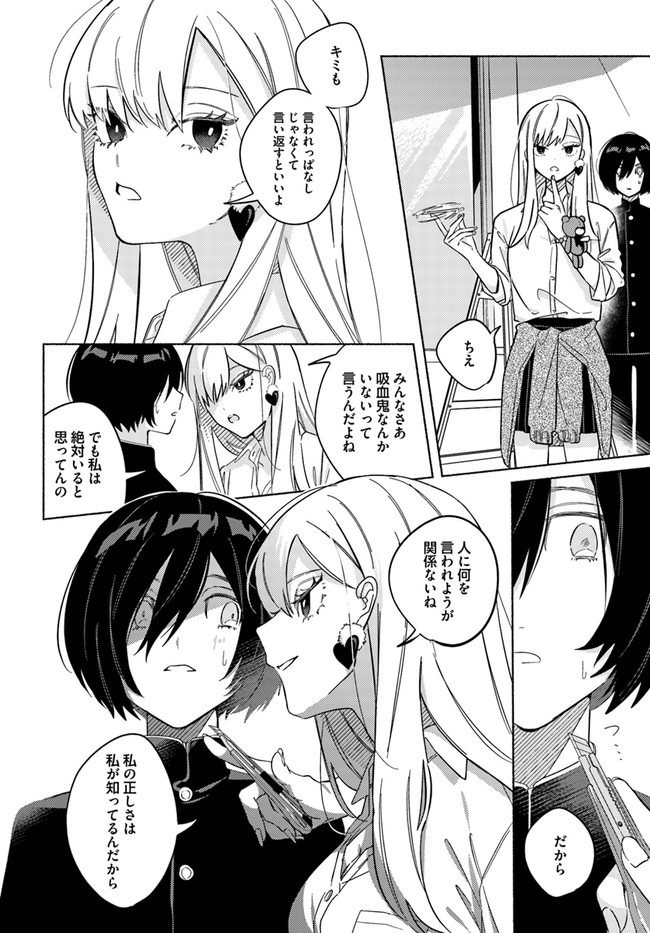 ちえ
キミも
言われっぱなし
じゃなくて
言い返すといいよ
みんなさあ
吸血鬼なんか
いないって
言うんだよね
でも私は
絶対いると
思ってんの
だから
人に何を
言われようが
関係ないね
私の正しさは
私が知ってるんだから